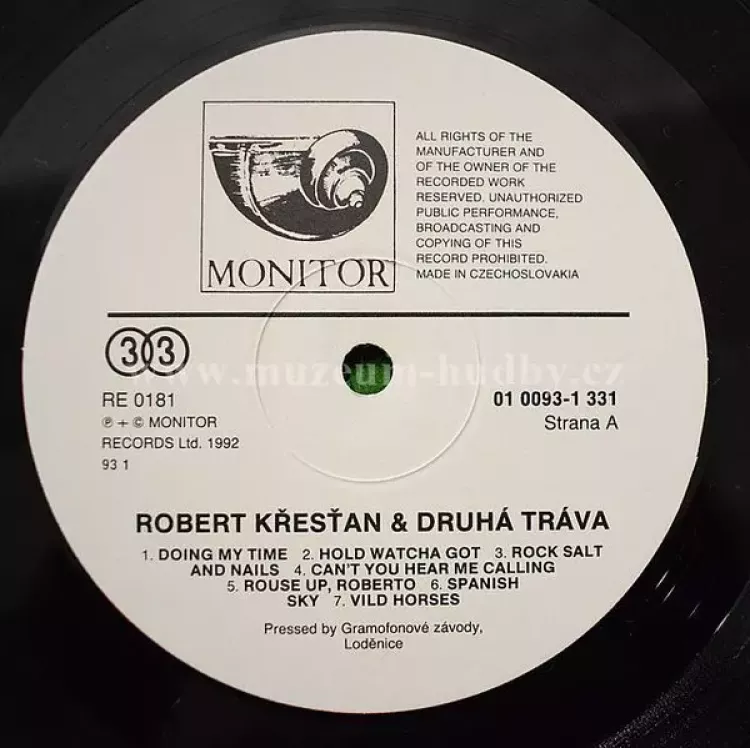 MONITOR
ALL RIGHTS OF THE
MANUFACTURER AND
OF THE OWNER OF THE
RECORDED WORK
RESERVED. UNAUTHORIZED
PUBLIC PERFORMANCE,
BROADCASTING AND
COPYING OF THIS
RECORD PROHIBITED.
MADE IN CZECHOSLOVAKIA
33
www.muzeum-hudby.cz
RE 0181
℗ + © MONITOR
RECORDS Ltd. 1992
93 1
01 0093-1 331
Strana A
ROBERT KŘESŤAN & DRUHÁ TRÁVA
1. DOING MY TIME 2. HOLD WATCHA GOT 3. ROCK SALT
AND NAILS 4. CAN'T YOU HEAR ME CALLING
5. ROUSE UP, ROBERTO 6. SPANISH
SKY 7. VILD HORSES
Pressed by Gramofonové závody,
Loděnice